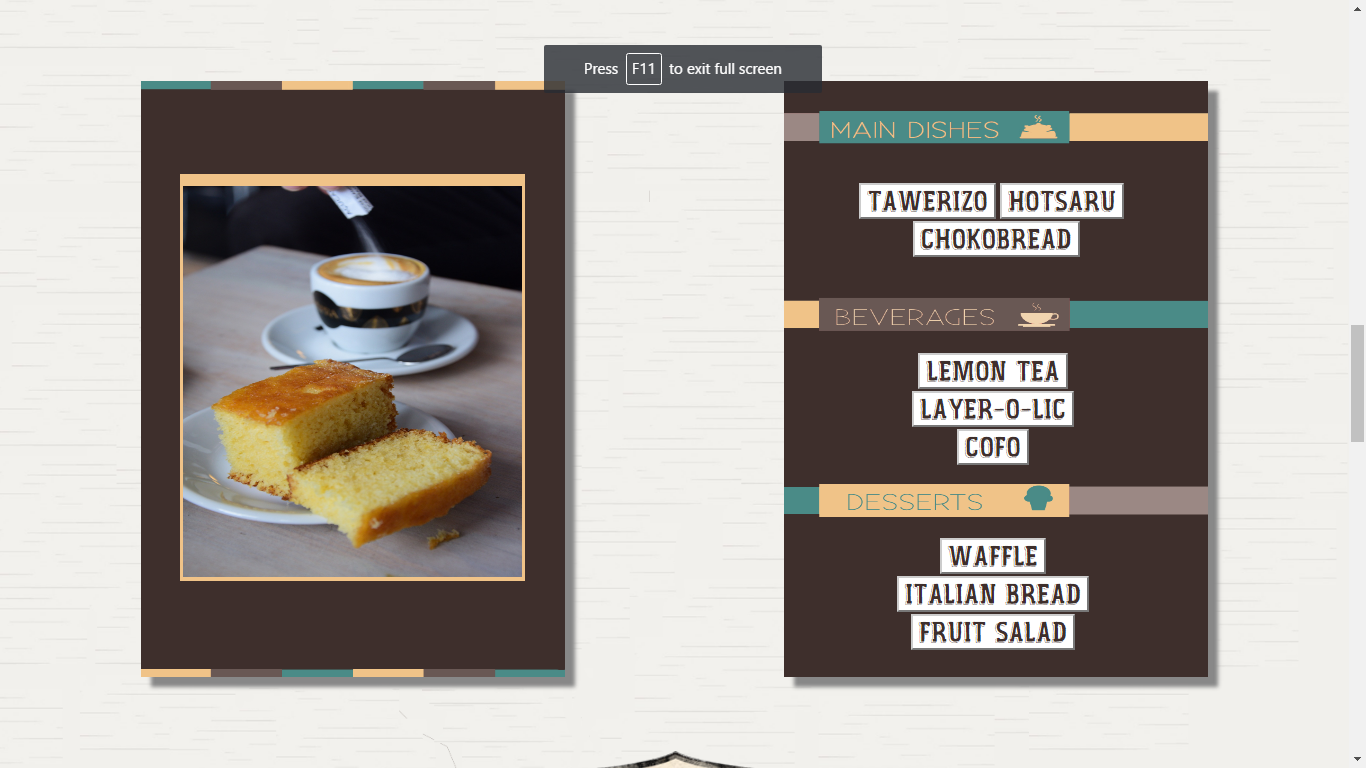 Press F11 to exit full screen
MAIN DISHES
TAWERIZO HOTSARU
CHOKOBREAD
BEVERAGES
LEMON TEA
LAYER-O-LIC
COFO
DESSERTS
WAFFLE
ITALIAN BREAD
FRUIT SALAD